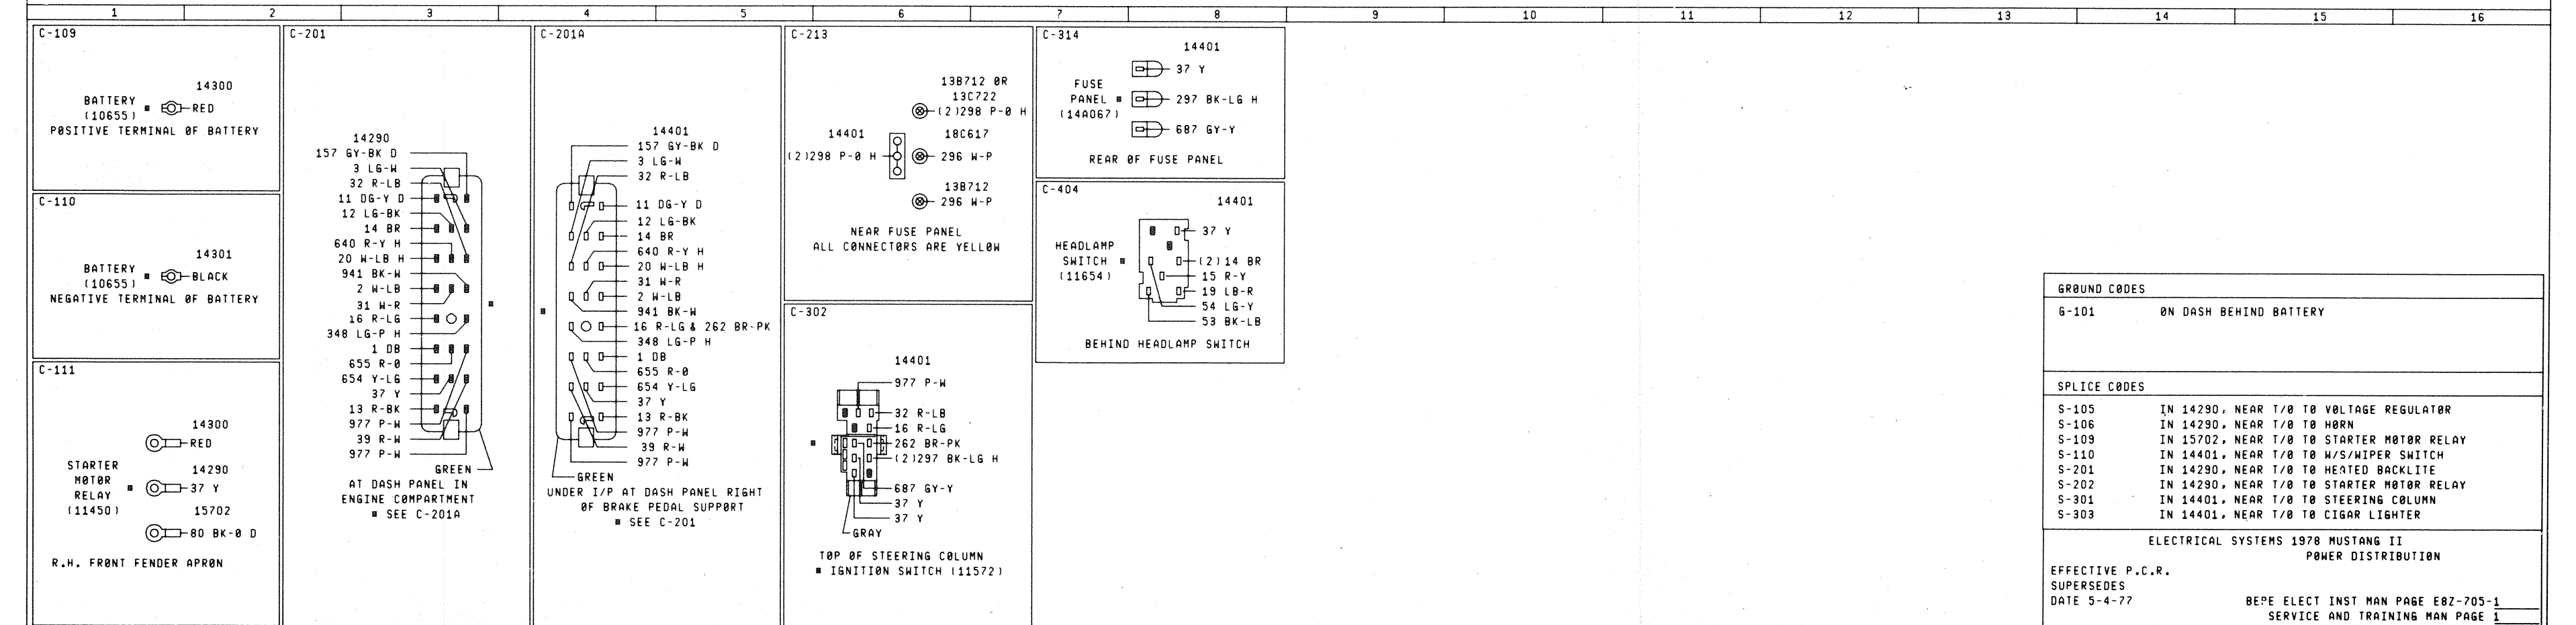 1 2 3 4 5 6 7 8 9 10 11 12 13 14 15 16
C-109
14300
BATTERY
(10655)
RED
POSITIVE TERMINAL OF BATTERY
C-110
14301
BATTERY
(10655)
BLACK
NEGATIVE TERMINAL OF BATTERY
C-111
14300
RED
STARTER
MOTOR
RELAY
(11450)
14290
37 Y
15702
80 BK-O D
R.H. FRONT FENDER APRON
C-201
14290
157 GY-BK D
3 LG-W
32 R-LB
11 DG-Y D
12 LG-BK
14 BR
640 R-Y H
20 W-LB H
941 BK-W
2 W-LB
31 W-R
16 R-LG
348 LG-P H
1 DB
655 R-O
654 Y-LG
37 Y
13 R-BK
977 P-W
39 R-W
977 P-W
GREEN
AT DASH PANEL IN
ENGINE COMPARTMENT
SEE C-201A
C-201A
14401
157 GY-BK D
3 LG-W
32 R-LB
11 DG-Y D
12 LG-BK
14 BR
640 R-Y H
20 W-LB H
31 W-R
2 W-LB
941 BK-W
16 R-LG & 262 BR-PK
348 LG-P H
1 DB
655 R-O
654 Y-LG
37 Y
13 R-BK
977 P-W
39 R-W
977 P-W
GREEN
UNDER I/P AT DASH PANEL RIGHT
OF BRAKE PEDAL SUPPORT
SEE C-201
C-213
13B712 OR
13C722
(2)298 P-O H
14401
(2)298 P-O H
18C617
296 W-P
13B712
296 W-P
NEAR FUSE PANEL
ALL CONNECTORS ARE YELLOW
C-302
14401
977 P-W
32 R-LB
16 R-LG
262 BR-PK
(2)297 BK-LG H
687 GY-Y
37 Y
37 Y
GRAY
TOP OF STEERING COLUMN
IGNITION SWITCH (11572)
C-314
14401
FUSE
PANEL
(14A067)
37 Y
297 BK-LG H
687 GY-Y
REAR OF FUSE PANEL
C-404
14401
HEADLAMP
SWITCH
(11654)
37 Y
(2)14 BR
15 R-Y
19 LB-R
54 LG-Y
53 BK-LB
BEHIND HEADLAMP SWITCH
GROUND CODES
G-101 ON DASH BEHIND BATTERY
SPLICE CODES
S-105 IN 14290, NEAR T/O TO VOLTAGE REGULATOR
S-106 IN 14290, NEAR T/O TO HORN
S-109 IN 15702, NEAR T/O TO STARTER MOTOR RELAY
S-110 IN 14401, NEAR T/O TO W/S/WIPER SWITCH
S-201 IN 14290, NEAR T/O TO HEATED BACKLITE
S-202 IN 14290, NEAR T/O TO STARTER MOTOR RELAY
S-301 IN 14401, NEAR T/O TO STEERING COLUMN
S-303 IN 14401, NEAR T/O TO CIGAR LIGHTER
ELECTRICAL SYSTEMS 1978 MUSTANG II
POWER DISTRIBUTION
EFFECTIVE P.C.R.
SUPERSEDES
DATE 5-4-77
ELECT INST MAN PAGE E8Z-705-1
SERVICE AND TRAINING MAN PAGE 1